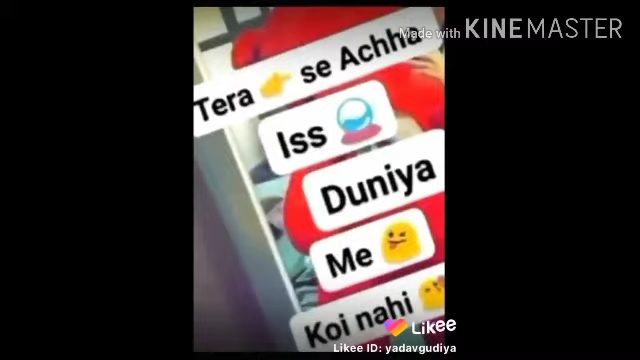 Made with KINEMASTER
Tera 👉 se Achha
Iss 🔮
Duniya
Me 😜
Koi nahi
Likee
Likee ID: yadavgudiya